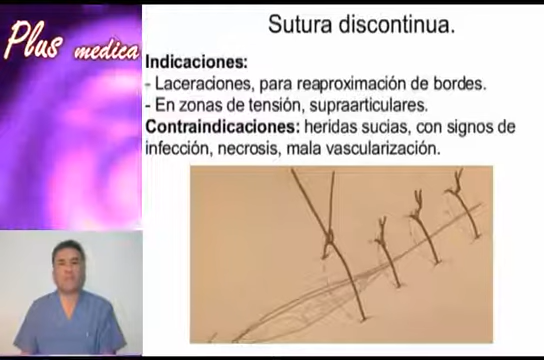 Plus medica
Sutura discontinua.
Indicaciones:
- Laceraciones, para reaproximación de bordes.
- En zonas de tensión, supraarticulares.
Contraindicaciones: heridas sucias, con signos de
infección, necrosis, mala vascularización.